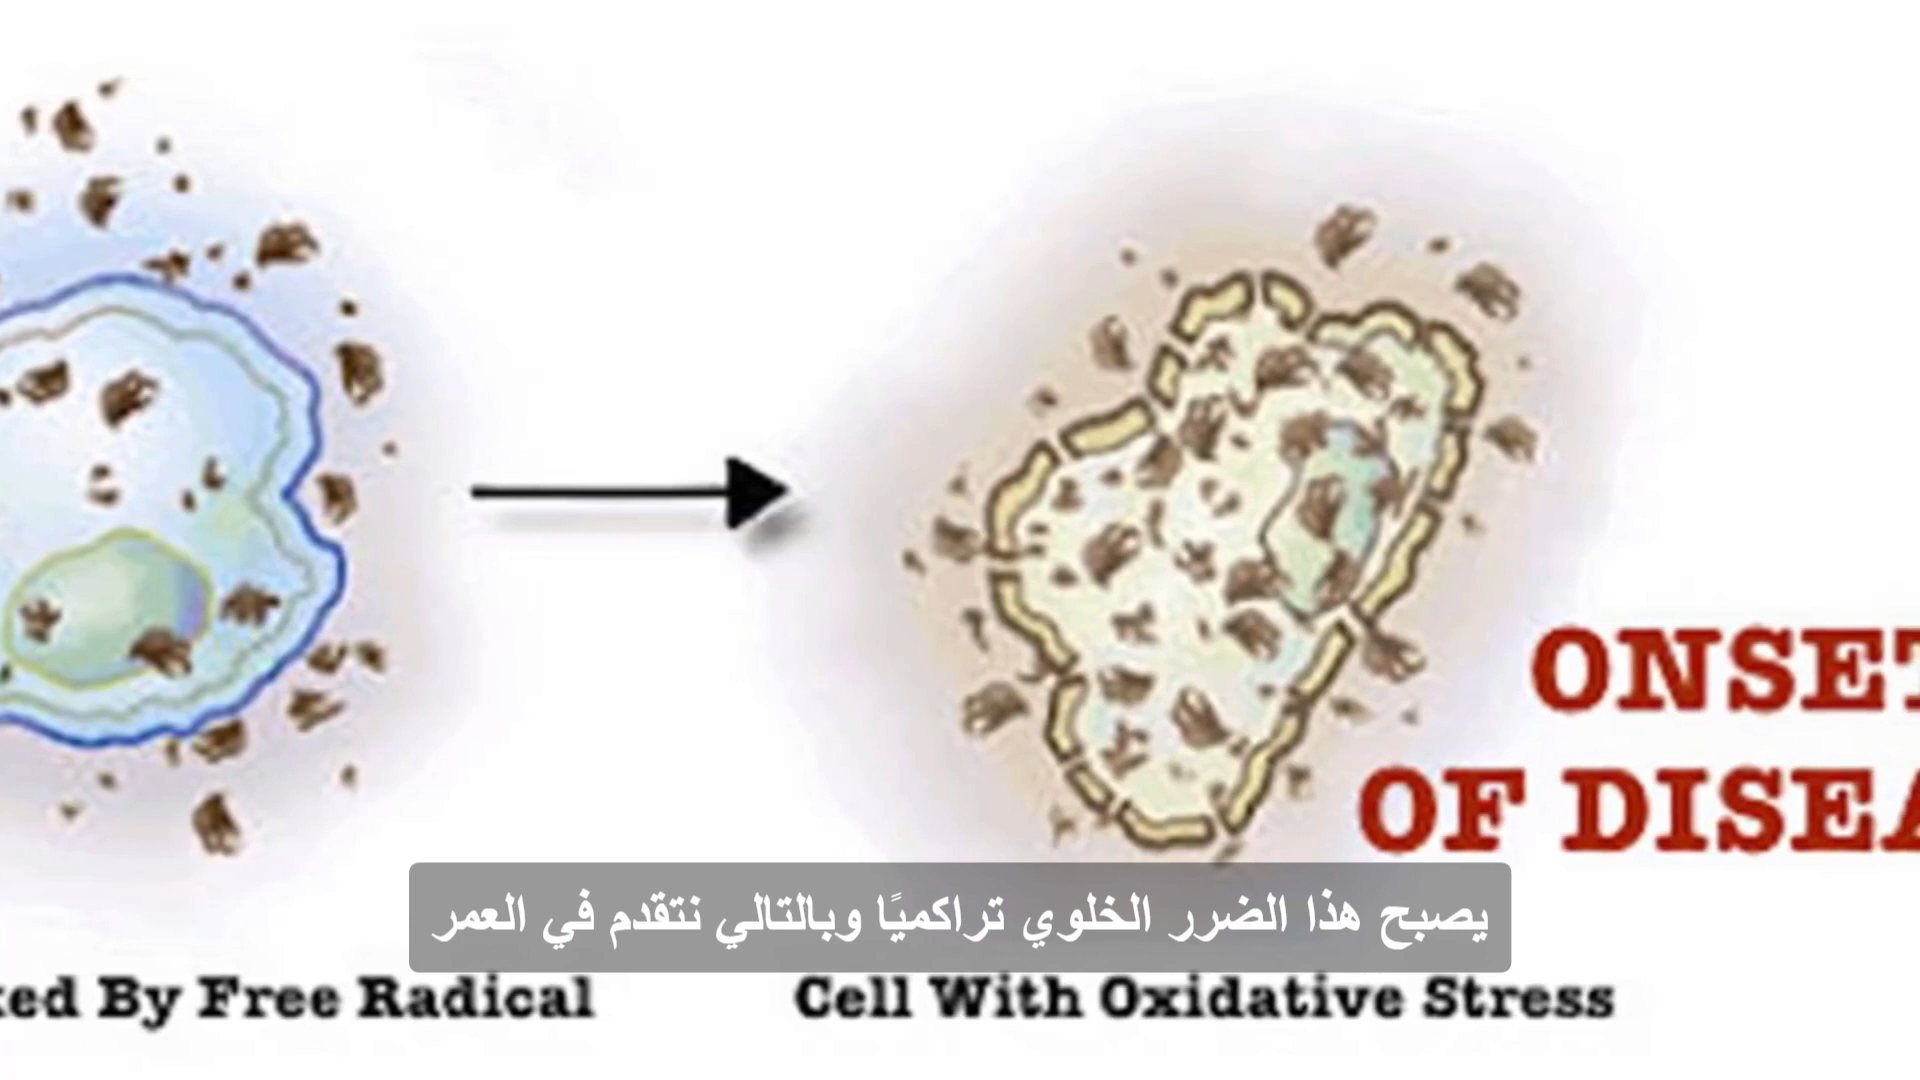 ONSET
OF DISEA
يصبح هذا الضرر الخلوي تراكميًا وبالتالي نتقدم في العمر
ked By Free Radical
Cell With Oxidative Stress